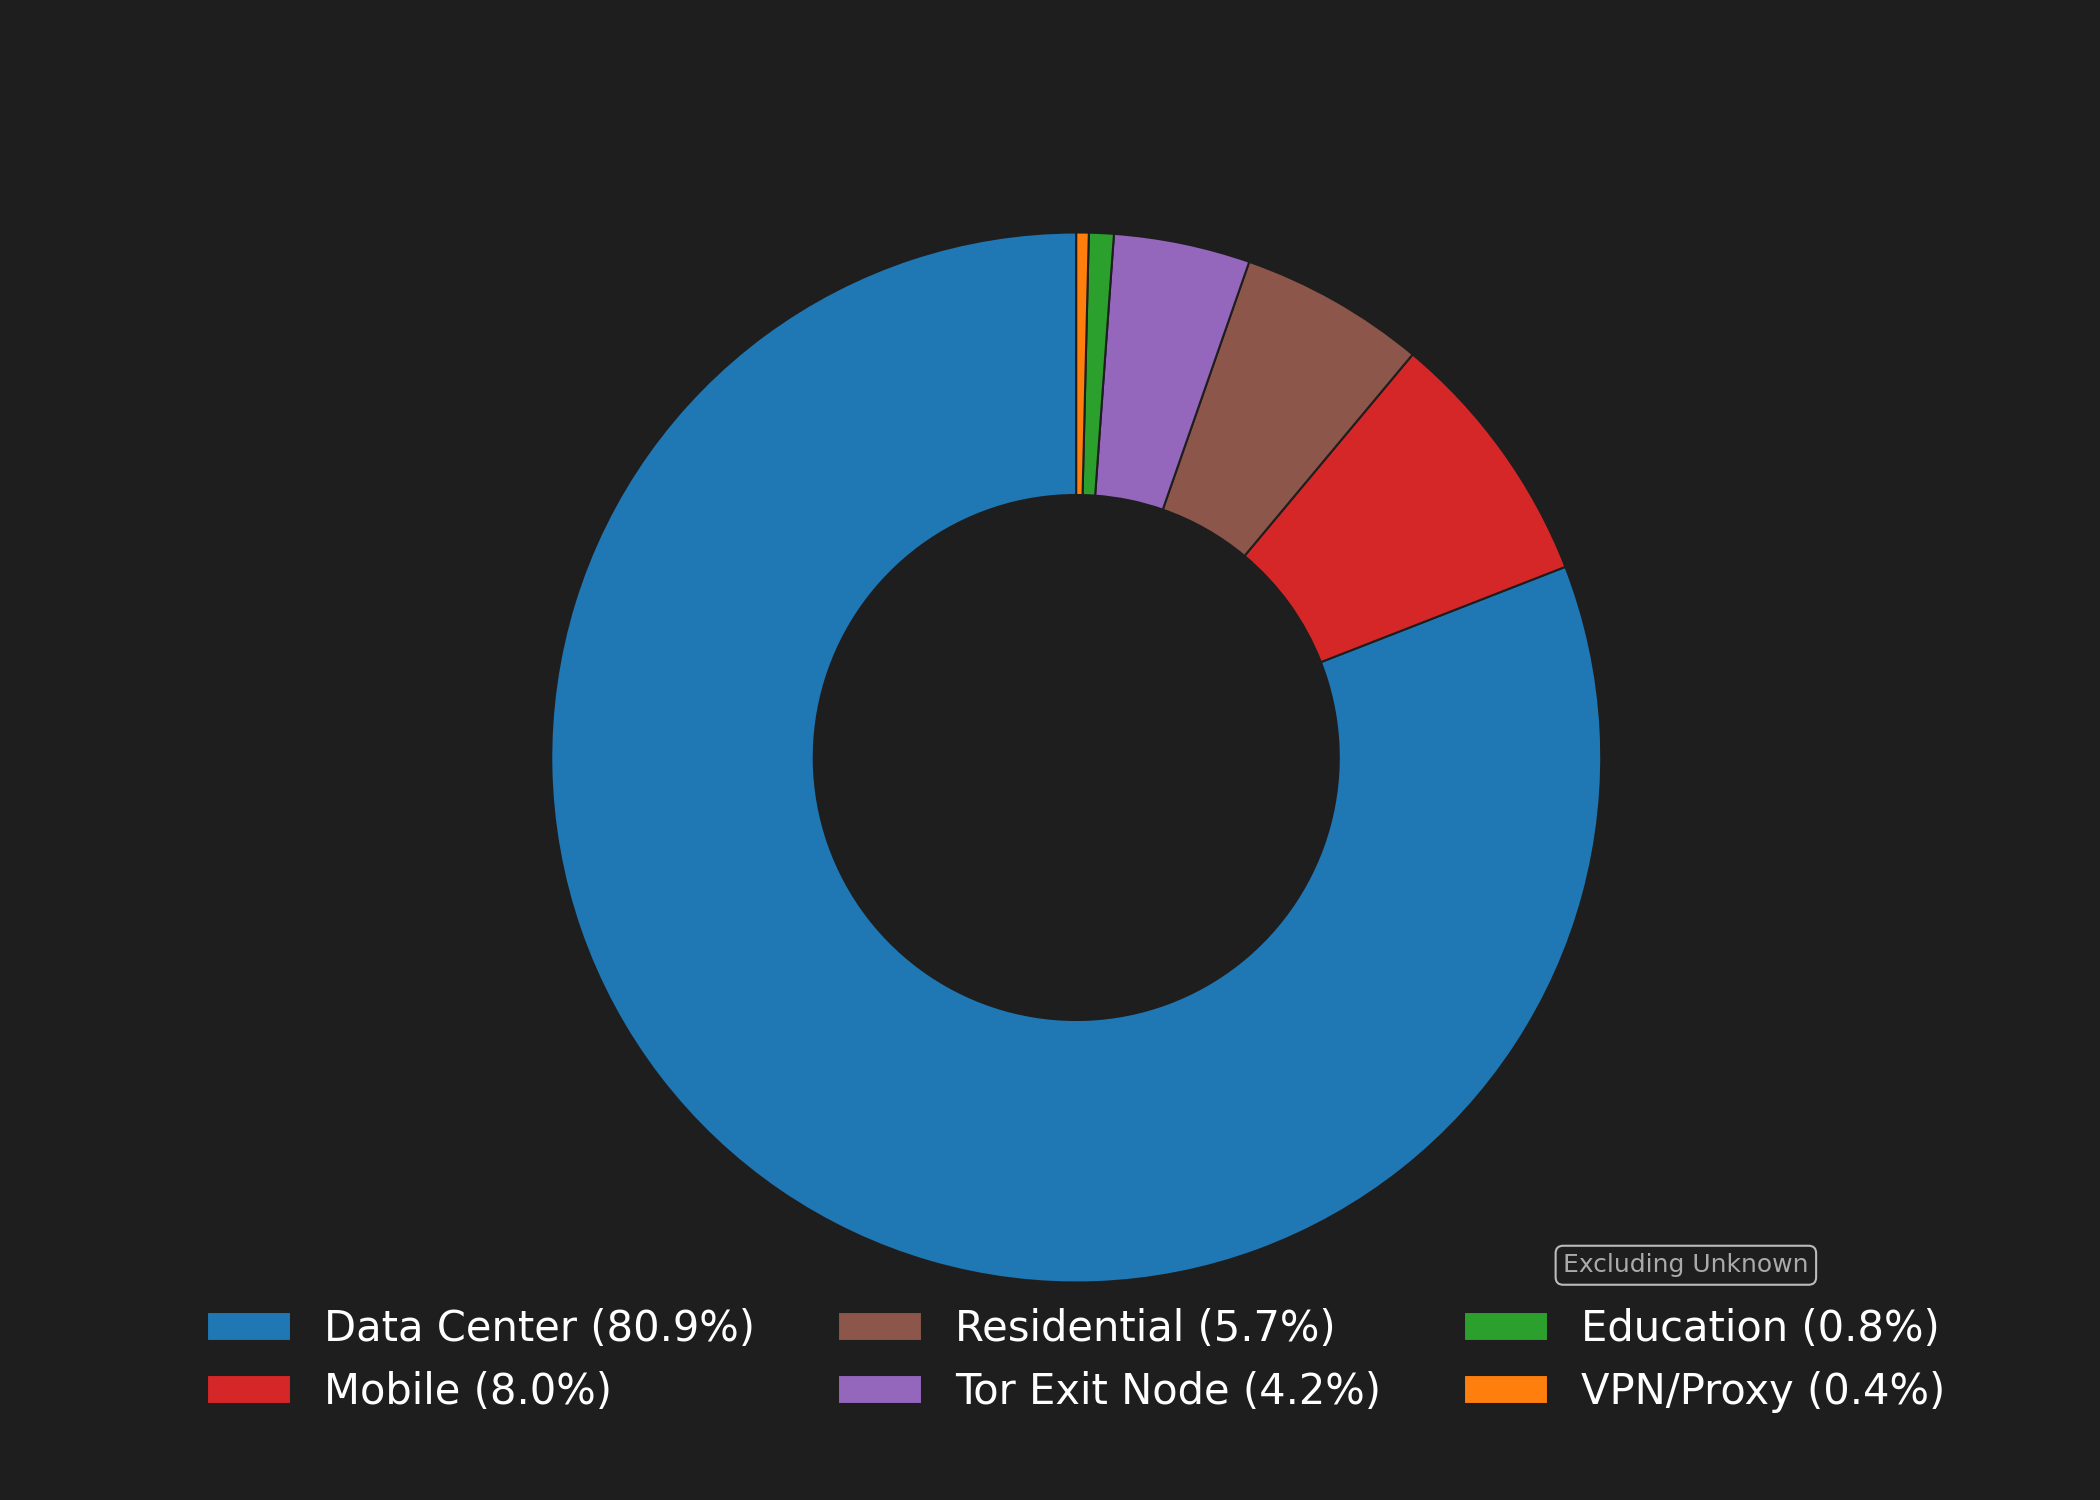 Excluding Unknown
Data Center (80.9%)
Mobile (8.0%)
Residential (5.7%)
Tor Exit Node (4.2%)
Education (0.8%)
VPN/Proxy (0.4%)